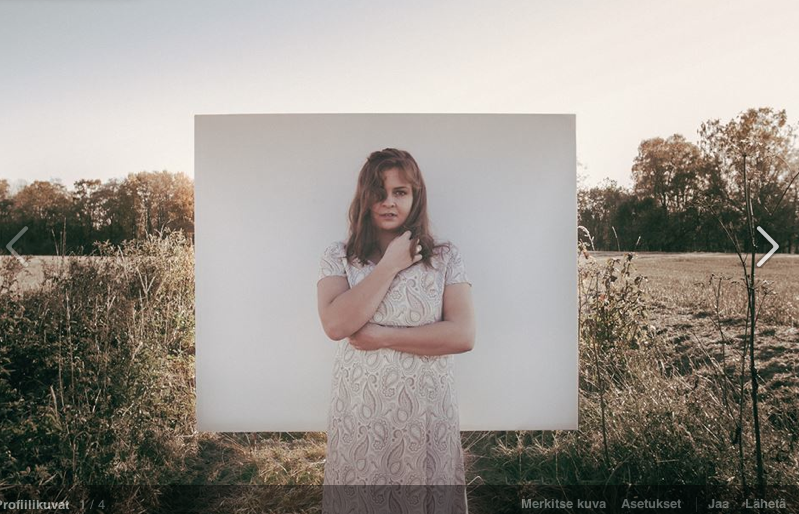 Profiilikuvat 1 / 4 Merkitse kuva Asetukset Jaa · Lähetä